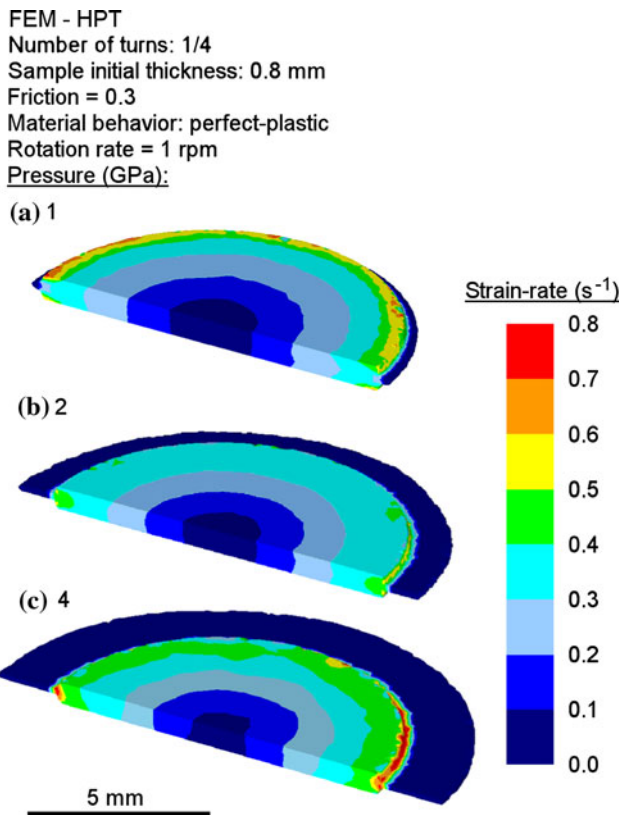 FEM - HPT
Number of turns: 1/4
Sample initial thickness: 0.8 mm
Friction = 0.3
Material behavior: perfect-plastic
Rotation rate = 1 rpm
Pressure (GPa):
(a) 1
Strain-rate (s⁻¹)
0.8
0.7
0.6
0.5
0.4
0.3
0.2
0.1
0.0
(b) 2
(c) 4
5 mm